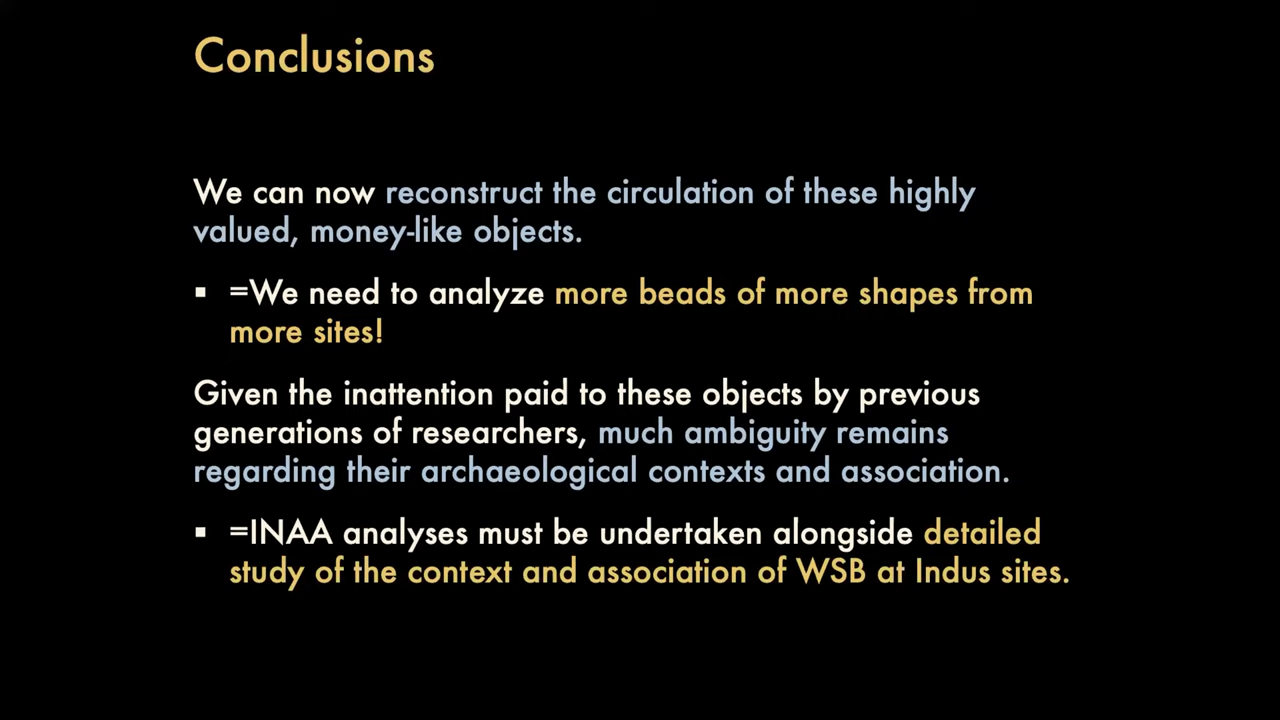 Conclusions
We can now reconstruct the circulation of these highly
valued, money-like objects.
▪ =We need to analyze more beads of more shapes from
more sites!
Given the inattention paid to these objects by previous
generations of researchers, much ambiguity remains
regarding their archaeological contexts and association.
▪ =INAA analyses must be undertaken alongside detailed
study of the context and association of WSB at Indus sites.